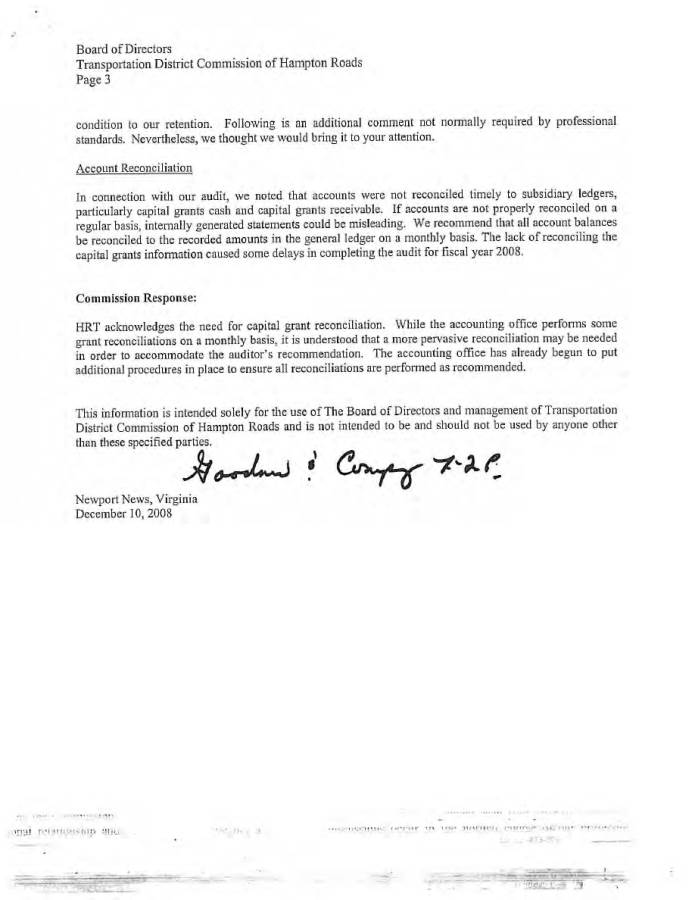 Board of Directors
Transportation District Commission of Hampton Roads
Page 3
condition to our retention. Following is an additional comment not normally required by professional
standards. Nevertheless, we thought we would bring it to your attention.
Account Reconciliation
In connection with our audit, we noted that accounts were not reconciled timely to subsidiary ledgers,
particularly capital grants cash and capital grants receivable. If accounts are not properly reconciled on a
regular basis, internally generated statements could be misleading. We recommend that all account balances
be reconciled to the recorded amounts in the general ledger on a monthly basis. The lack of reconciling the
capital grants information caused some delays in completing the audit for fiscal year 2008.
Commission Response:
HRT acknowledges the need for capital grant reconciliation. While the accounting office performs some
grant reconciliations on a monthly basis, it is understood that a more pervasive reconciliation may be needed
in order to accommodate the auditor's recommendation. The accounting office has already begun to put
additional procedures in place to ensure all reconciliations are performed as recommended.
This information is intended solely for the use of The Board of Directors and management of Transportation
District Commission of Hampton Roads and is not intended to be and should not be used by anyone other
than these specified parties.
Newport News, Virginia
December 10, 2008